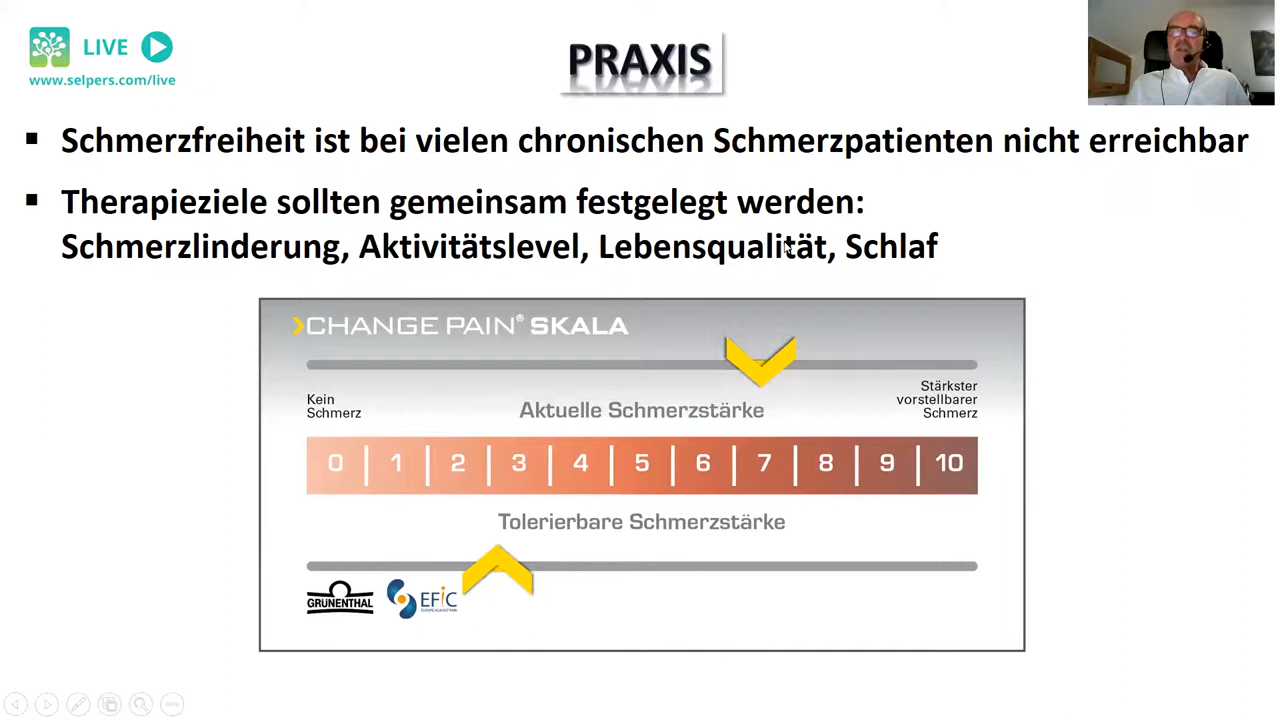 LIVE
www.selpers.com/live
PRAXIS
▪ Schmerzfreiheit ist bei vielen chronischen Schmerzpatienten nicht erreichbar
▪ Therapieziele sollten gemeinsam festgelegt werden:
Schmerzlinderung, Aktivitätslevel, Lebensqualität, Schlaf
CHANGE PAIN® SKALA
Kein
Schmerz
Aktuelle Schmerzstärke
Stärkster
vorstellbarer
Schmerz
0 1 2 3 4 5 6 7 8 9 10
Tolerierbare Schmerzstärke
GRÜNENTHAL
EFIC